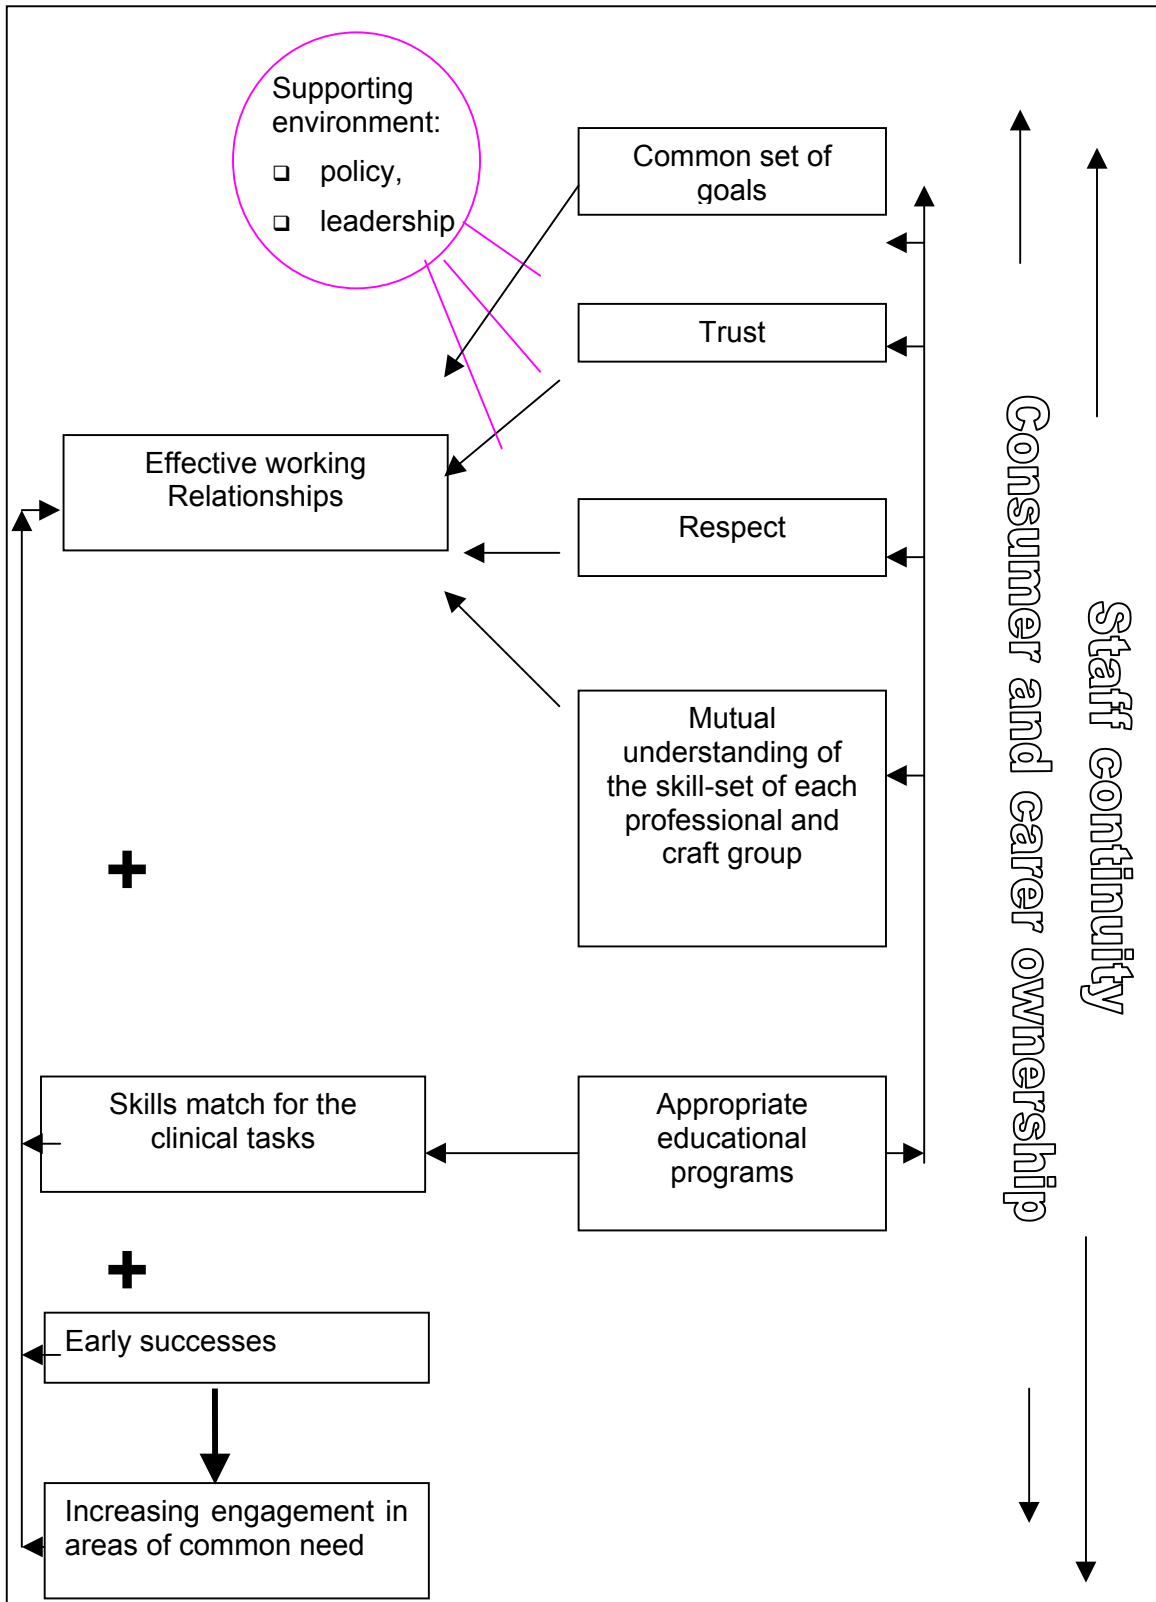 Supporting
environment:
❑ policy,
❑ leadership
Common set of
goals
Trust
Effective working
Relationships
Respect
Mutual
understanding of
the skill-set of each
professional and
craft group
+
Skills match for the
clinical tasks
Appropriate
educational
programs
+
Early successes
Increasing engagement in
areas of common need
Consumer and carer ownership
Staff continuity